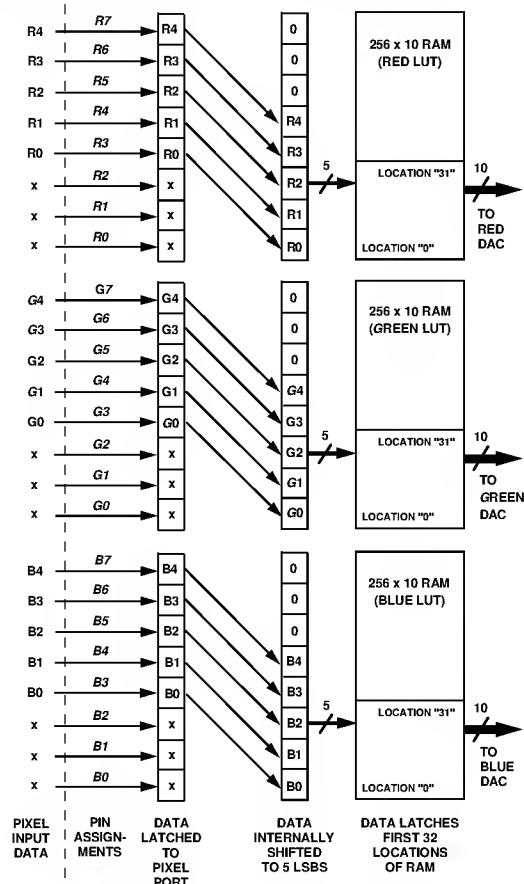 R4 R7 R4 0
R3 R6 R3 0
R2 R5 R2 0
R1 R4 R1 R4
R0 R3 R0 R3
x R2 x R2
x R1 x R1
x R0 x R0
5
256 x 10 RAM
(RED LUT)
LOCATION "31"
LOCATION "0"
10
TO
RED
DAC
G4 G7 G4 0
G3 G6 G3 0
G2 G5 G2 0
G1 G4 G1 G4
G0 G3 G0 G3
x G2 x G2
x G1 x G1
x G0 x G0
5
256 x 10 RAM
(GREEN LUT)
LOCATION "31"
LOCATION "0"
10
TO
GREEN
DAC
B4 B7 B4 0
B3 B6 B3 0
B2 B5 B2 0
B1 B4 B1 B4
B0 B3 B0 B3
x B2 x B2
x B1 x B1
x B0 x B0
5
256 x 10 RAM
(BLUE LUT)
LOCATION "31"
LOCATION "0"
10
TO
BLUE
DAC
PIXEL
INPUT
DATA
PIN
ASSIGN-
MENTS
DATA
LATCHED
TO
PIXEL
PORT
DATA
INTERNALLY
SHIFTED
TO 5 LSBS
DATA LATCHES
FIRST 32
LOCATIONS
OF RAM